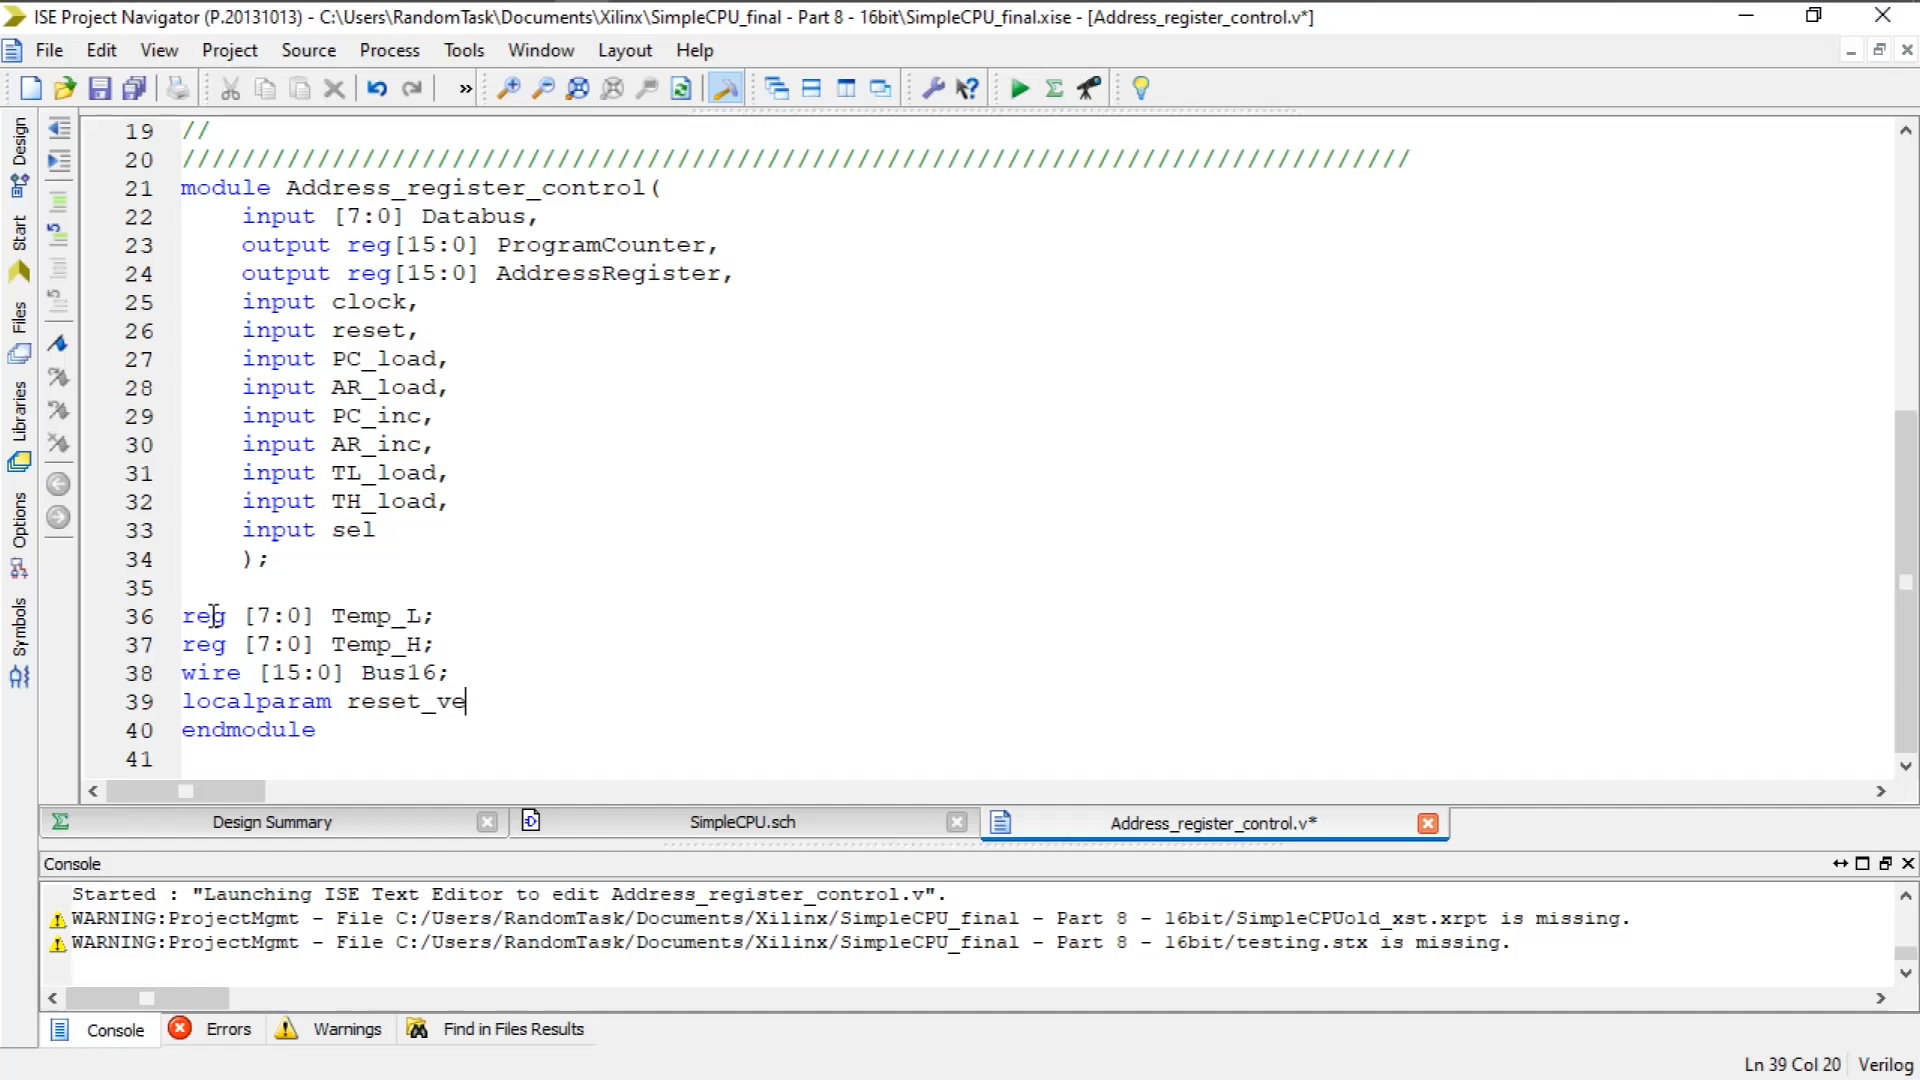 ISE Project Navigator (P.20131013) - C:\Users\RandomTask\Documents\Xilinx\SimpleCPU_final - Part 8 - 16bit\SimpleCPU_final.xise - [Address_register_control.v*]
File Edit View Project Source Process Tools Window Layout Help
Design
Start
Files
Libraries
Options
Symbols
19 //
20 //////////////////////////////////////////////////////////////////////////////////
21 module Address_register_control(
22 input [7:0] Databus,
23 output reg[15:0] ProgramCounter,
24 output reg[15:0] AddressRegister,
25 input clock,
26 input reset,
27 input PC_load,
28 input AR_load,
29 input PC_inc,
30 input AR_inc,
31 input TL_load,
32 input TH_load,
33 input sel
34 );
35
36 reg [7:0] Temp_L;
37 reg [7:0] Temp_H;
38 wire [15:0] Bus16;
39 localparam reset_ve
40 endmodule
41
Design Summary SimpleCPU.sch Address_register_control.v*
Console
Started : "Launching ISE Text Editor to edit Address_register_control.v".
WARNING:ProjectMgmt - File C:/Users/RandomTask/Documents/Xilinx/SimpleCPU_final - Part 8 - 16bit/SimpleCPUold_xst.xrpt is missing.
WARNING:ProjectMgmt - File C:/Users/RandomTask/Documents/Xilinx/SimpleCPU_final - Part 8 - 16bit/testing.stx is missing.
Console Errors Warnings Find in Files Results
Ln 39 Col 20 Verilog